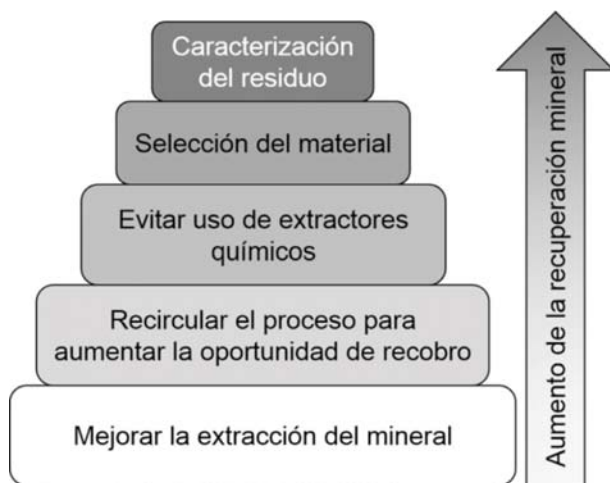 Caracterización
del residuo
Selección del material
Evitar uso de extractores
químicos
Recircular el proceso para
aumentar la oportunidad de recobro
Mejorar la extracción del mineral
Aumento de la recuperación mineral